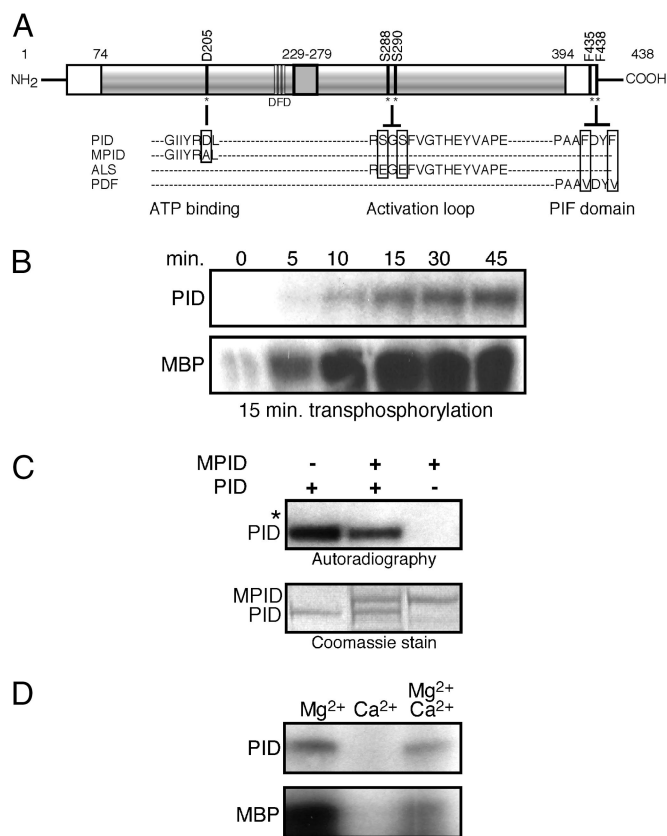 A
1 74 D205 229-279 S288 S290 394 F435 F438 438
NH2 COOH
* DFD ** **
PID ---GIIYRDL---RSGSFVGTHEYVAPE---PAAFDYF
MPID ---GIIYRAL---
ALS ---REGEFVGTHEYVAPE---
PDF ---PAAVDYV
ATP binding Activation loop PIF domain
B
min. 0 5 10 15 30 45
PID
MBP
15 min. transphosphorylation
C
MPID - + +
PID + + -
*
PID
Autoradiography
MPID
PID
Coomassie stain
D
Mg2+ Ca2+ Mg2+
Ca2+
PID
MBP